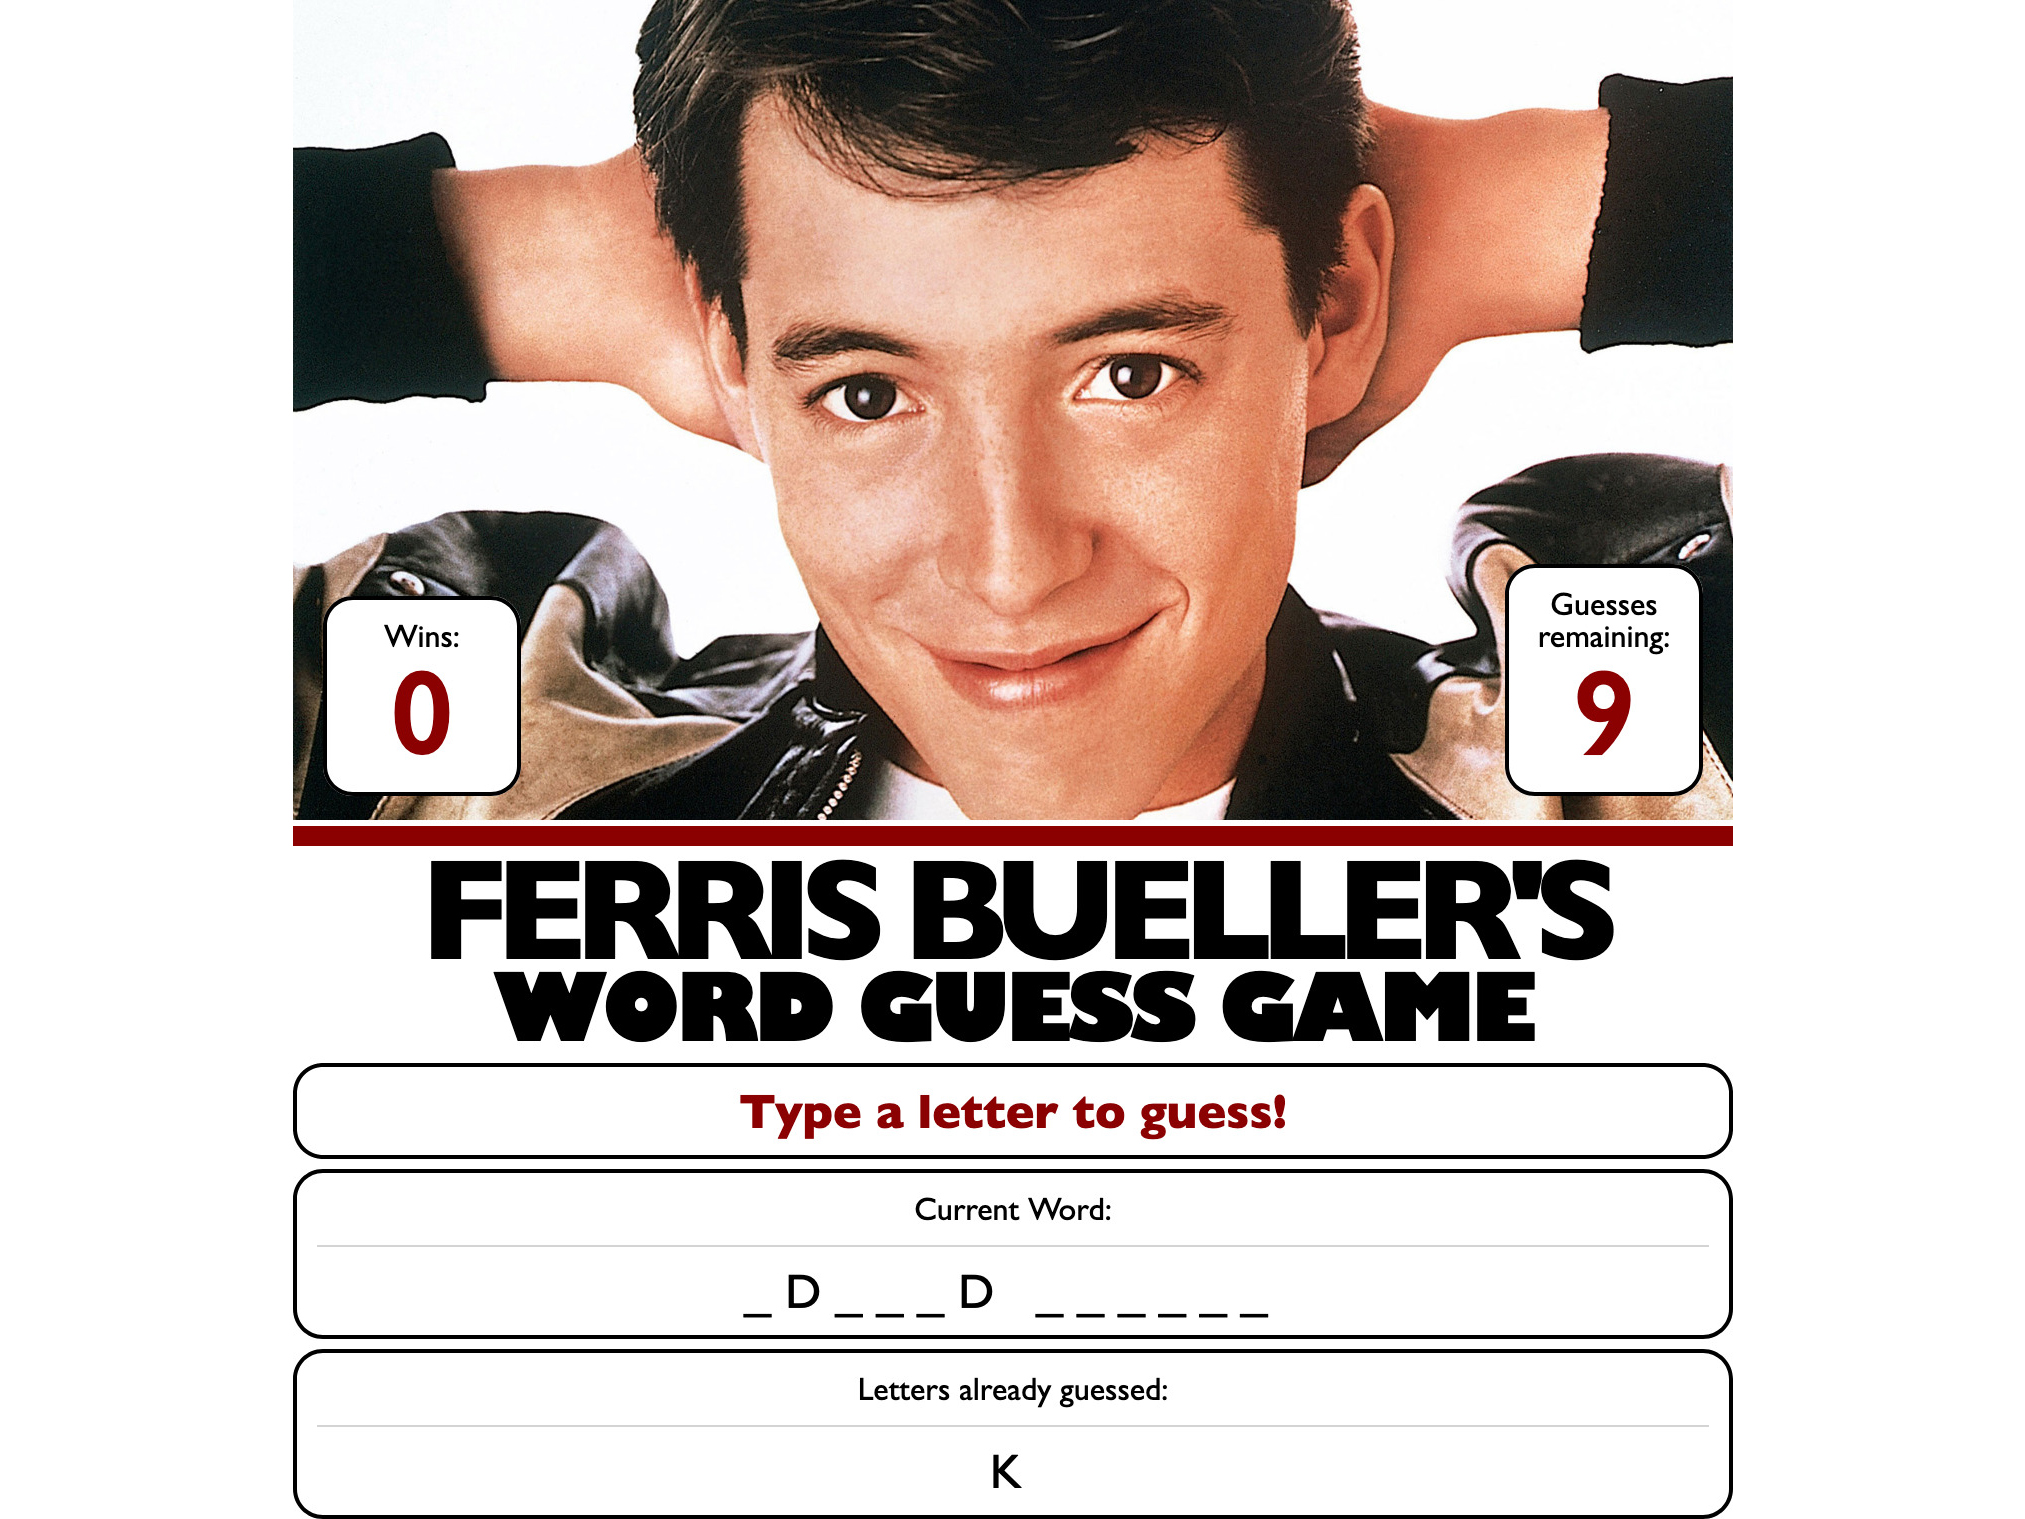 Wins:
0
Guesses
remaining:
9
FERRIS BUELLER'S
WORD GUESS GAME
Type a letter to guess!
Current Word:
_ D _ _ _ D _ _ _ _ _ _
Letters already guessed:
K